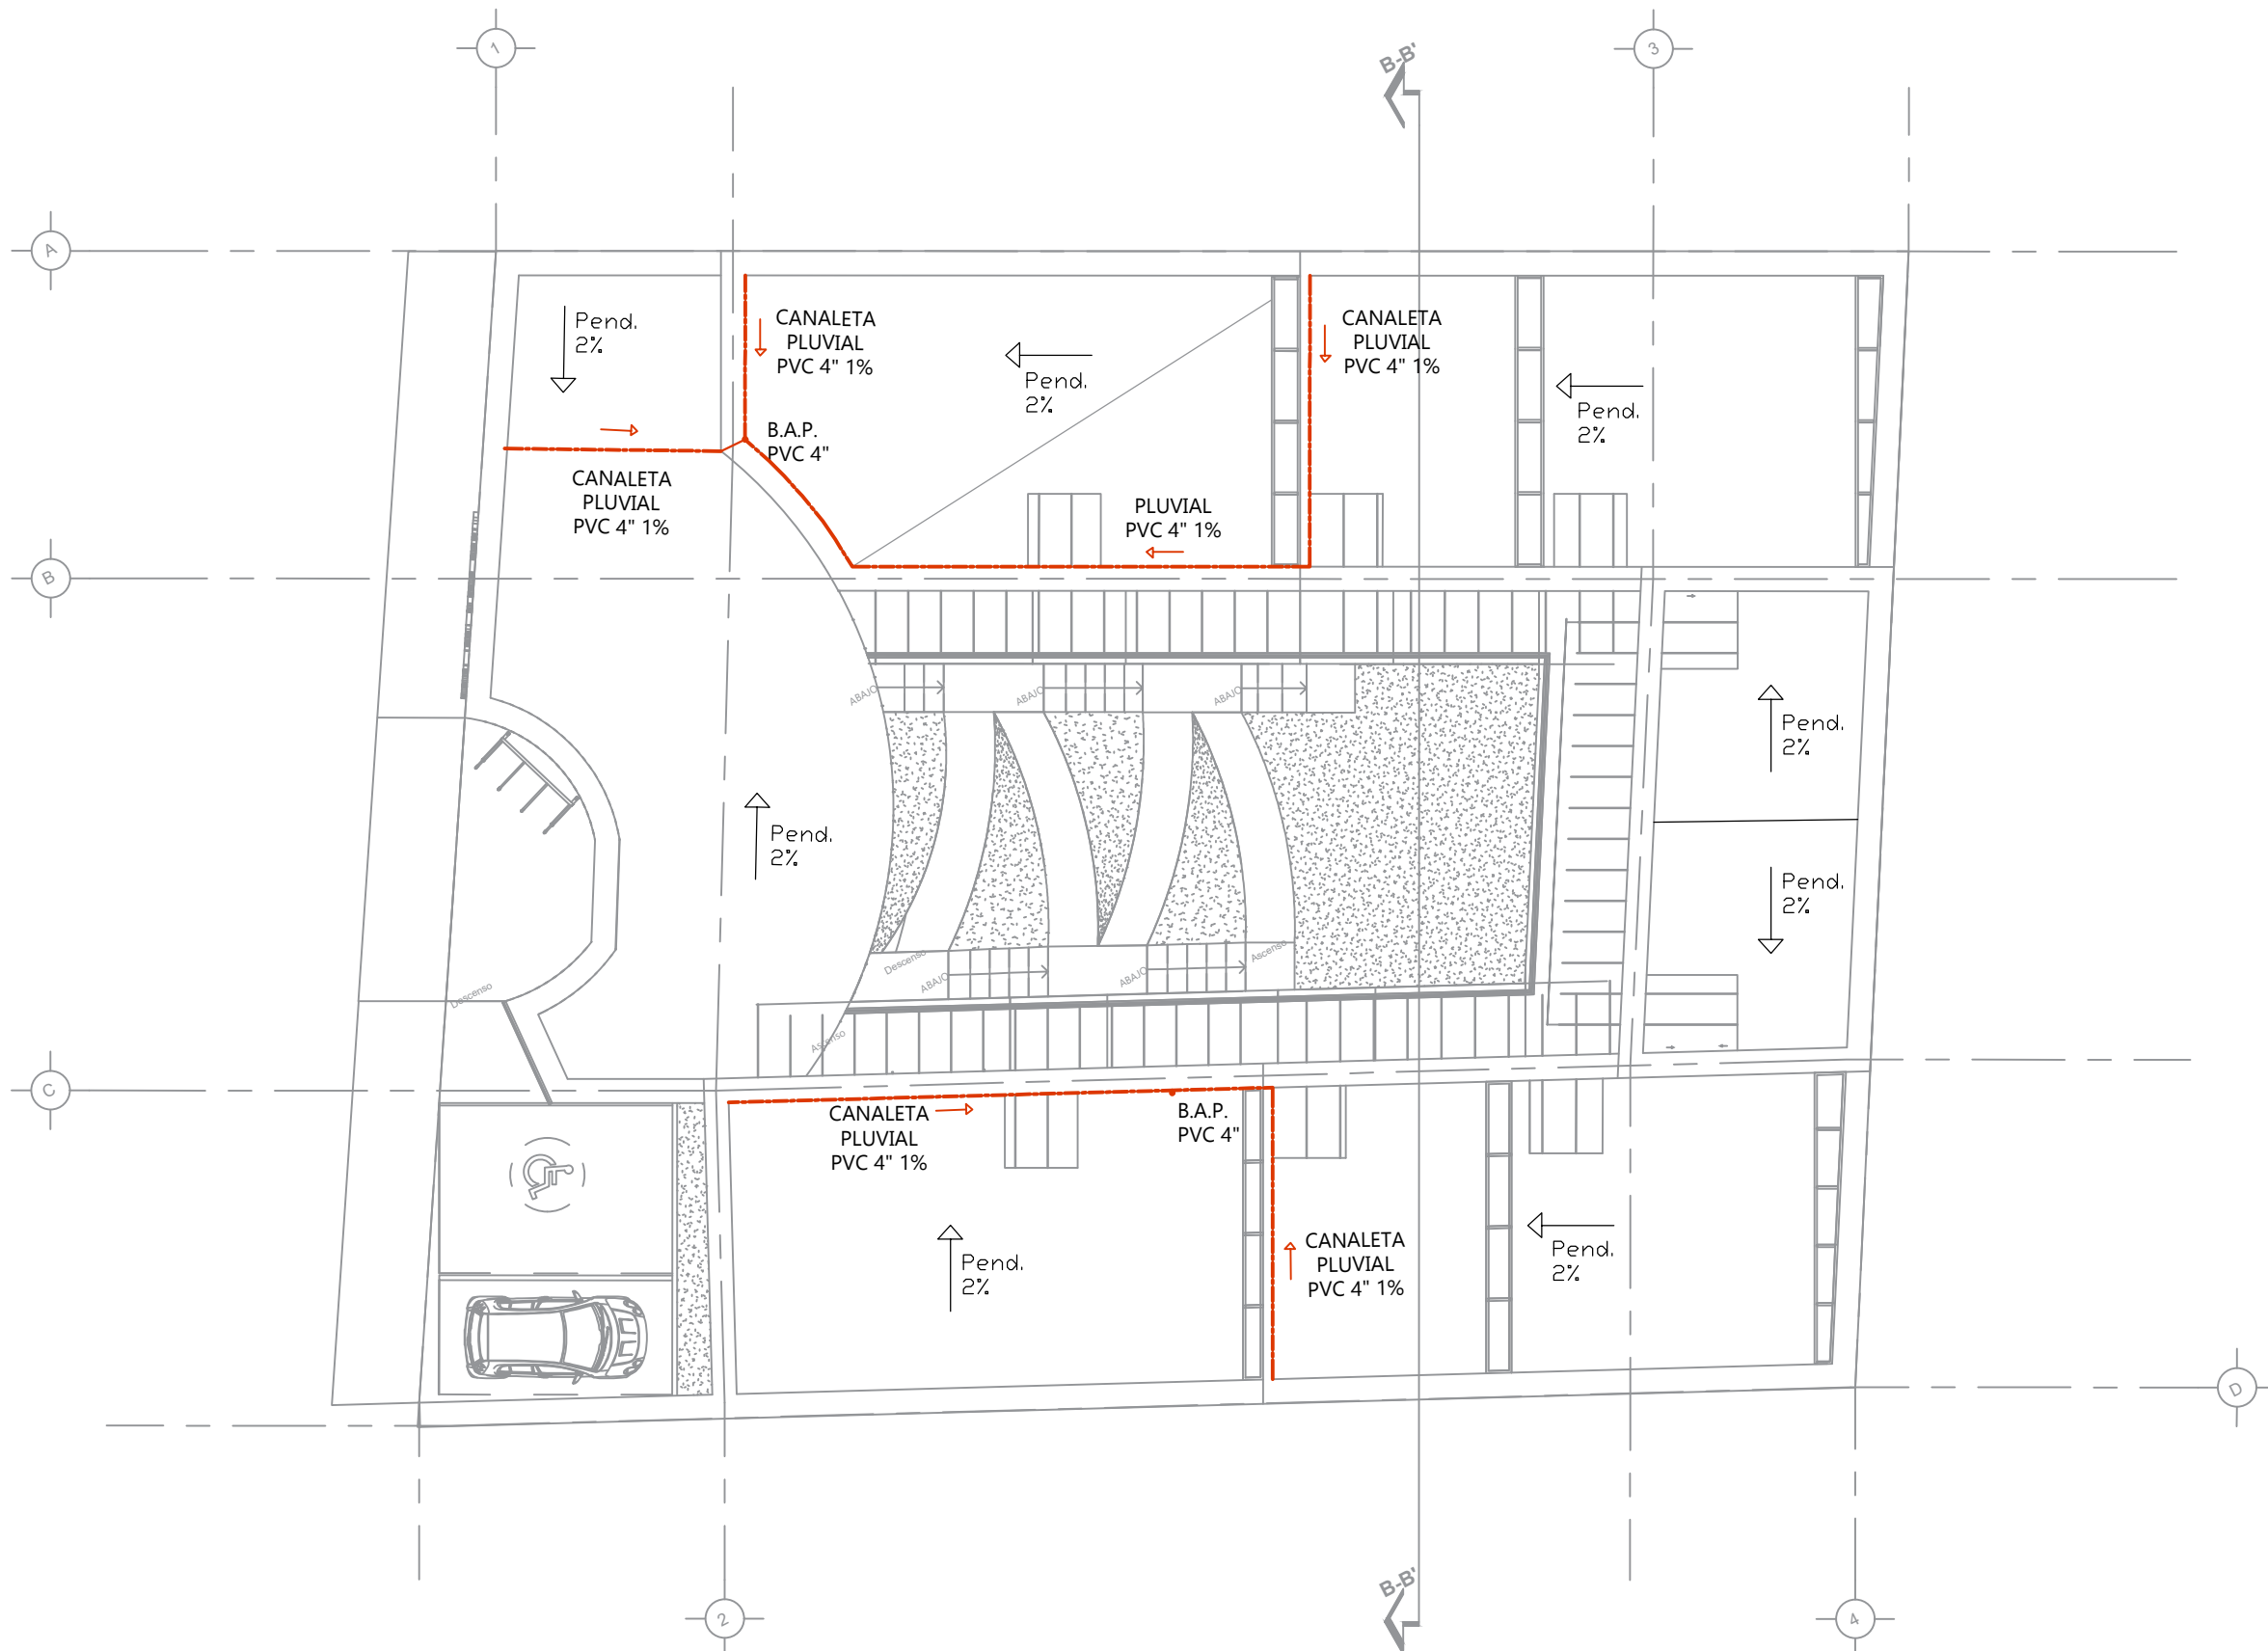 1
B-B'
3
A
Pend.
2%
CANALETA
PLUVIAL
PVC 4" 1%
Pend.
2%
CANALETA
PLUVIAL
PVC 4" 1%
Pend.
2%
B.A.P.
PVC 4"
CANALETA
PLUVIAL
PVC 4" 1%
PLUVIAL
PVC 4" 1%
B
ABAJO
ABAJO
ABAJO
Pend.
2%
Pend.
2%
Pend.
2%
Descenso
ABAJO
ABAJO
Ascenso
Descenso
Ascenso
C
CANALETA
PLUVIAL
PVC 4" 1%
B.A.P.
PVC 4"
Pend.
2%
CANALETA
PLUVIAL
PVC 4" 1%
Pend.
2%
D
B-B'
2
4